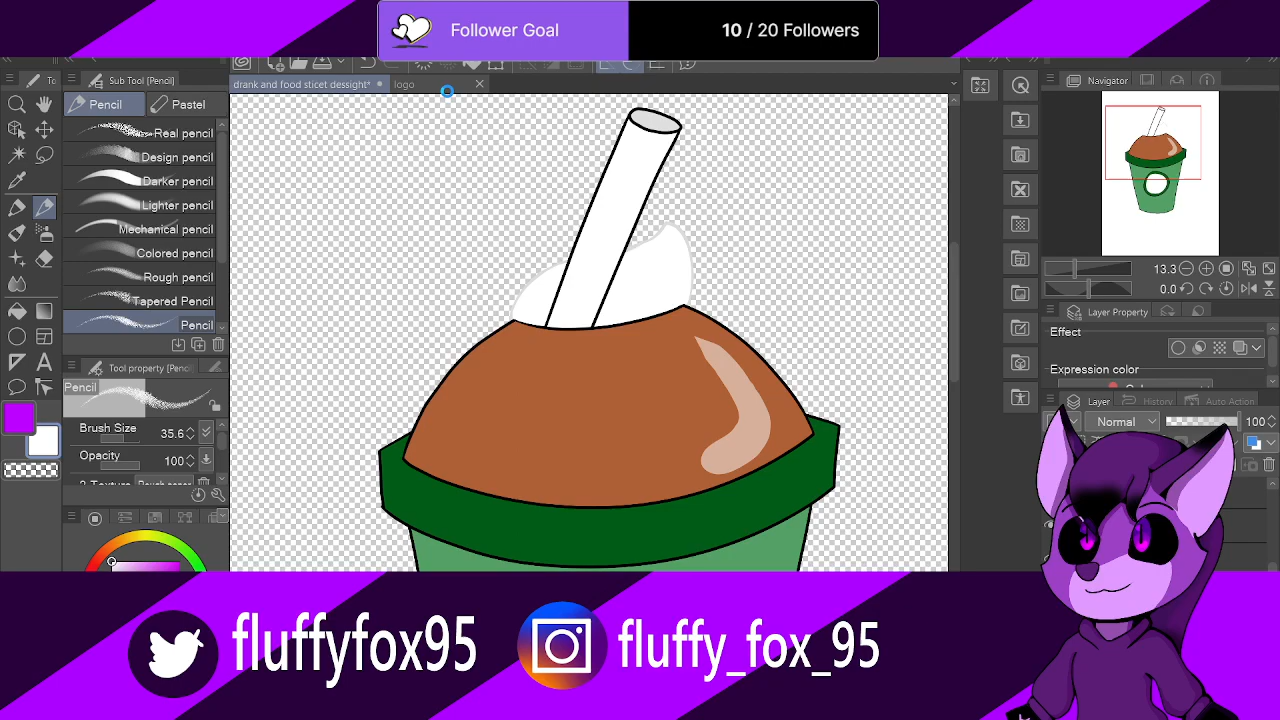 Follower Goal
10 / 20 Followers
Sub Tool [Pencil]
drank and food sticet dessight*
logo
Navigator
Pencil
Pastel
Real pencil
Design pencil
Darker pencil
Lighter pencil
Mechanical pencil
Colored pencil
Rough pencil
Tapered Pencil
Pencil
13.3
0.0
Layer Property
Effect
Expression color
Tool property [Pencil]
Pencil
Brush Size
35.6
Opacity
100
Layer
History
Auto Action
Normal
100
fluffyfox95
fluffy_fox_95